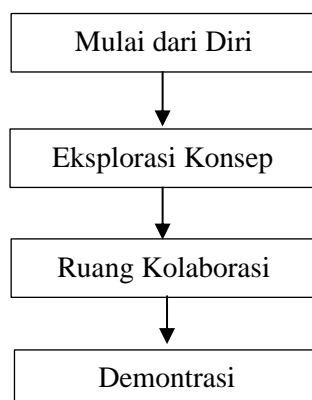 Mulai dari Diri
Eksplorasi Konsep
Ruang Kolaborasi
Demontrasi